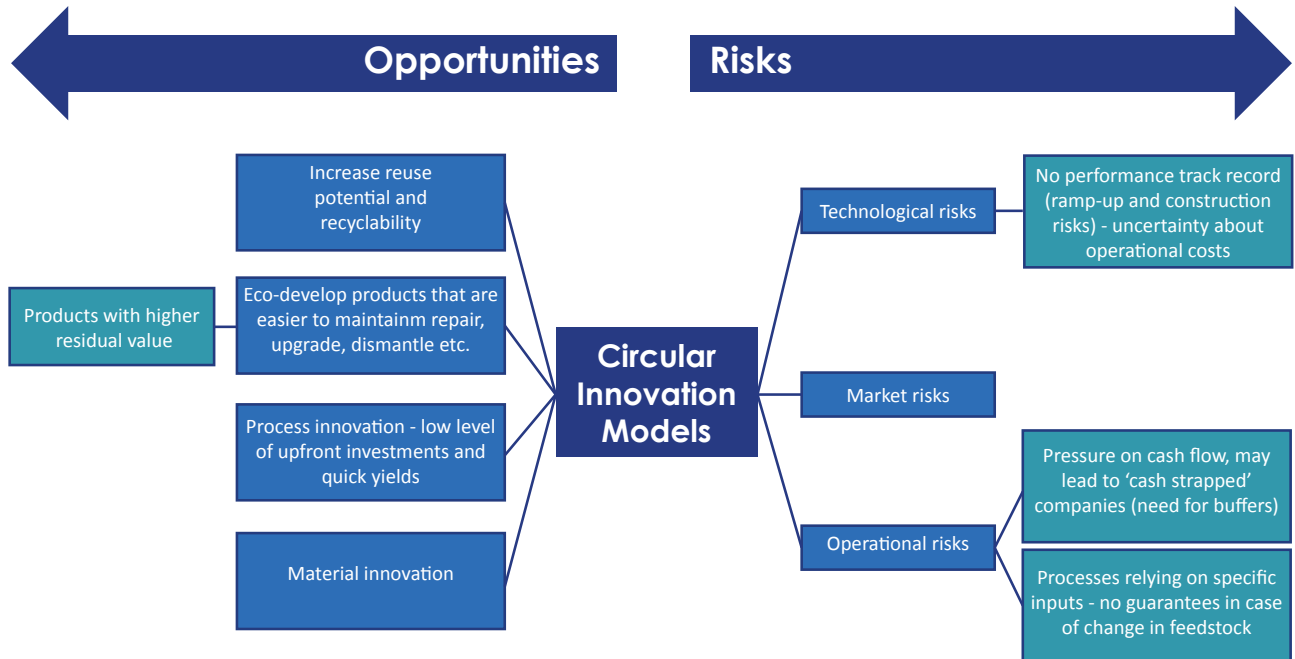 Opportunities
Risks
Increase reuse
potential and
recyclability
Products with higher
residual value
Eco-develop products that are
easier to maintainm repair,
upgrade, dismantle etc.
Process innovation - low level
of upfront investments and
quick yields
Material innovation
Circular
Innovation
Models
Technological risks
No performance track record
(ramp-up and construction
risks) - uncertainty about
operational costs
Market risks
Operational risks
Pressure on cash flow, may
lead to ‘cash strapped’
companies (need for buffers)
Processes relying on specific
inputs - no guarantees in case
of change in feedstock